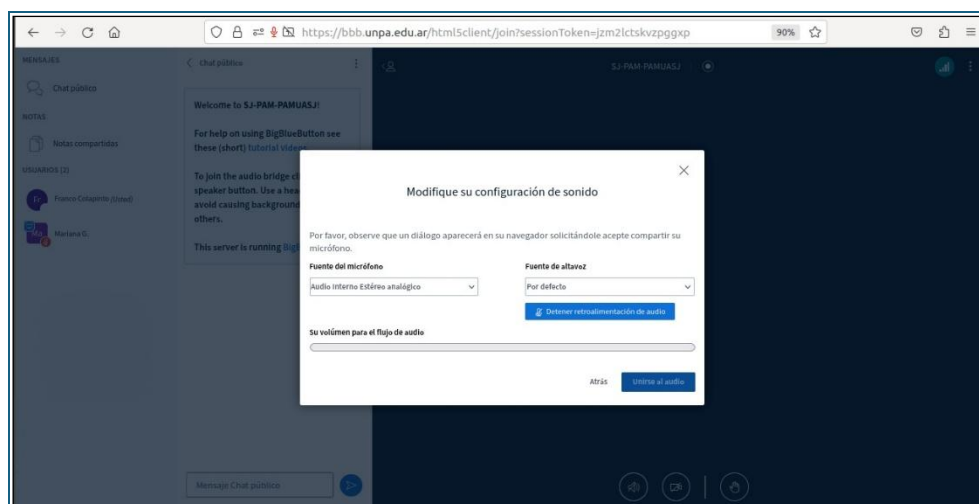 https://bbb.unpa.edu.ar/html5client/join?sessionToken=jzm2lctskvzpggxp
90%
MENSAJES
Chat público
NOTAS
Notas compartidas
USUARIOS (2)
Fr
Franco Colapinto (Usted)
Ma
Mariana G.
Chat público
Welcome to SJ-PAM-PAMUASJ!
For help on using BigBlueButton see
these (short) tutorial videos
To join the audio bridge
speaker button. Use a
avoid causing background
others.
This server is running
Mensaje Chat público
SJ-PAM-PAMUASJ
Modifique su configuración de sonido
Por favor, observe que un diálogo aparecerá en su navegador solicitándole acepte compartir su
micrófono.
Fuente del micrófono
Fuente de altavoz
Audio Interno Estéreo analógico
Por defecto
Detener retroalimentación de audio
Su volúmen para el flujo de audio
Atrás
Unirse al audio